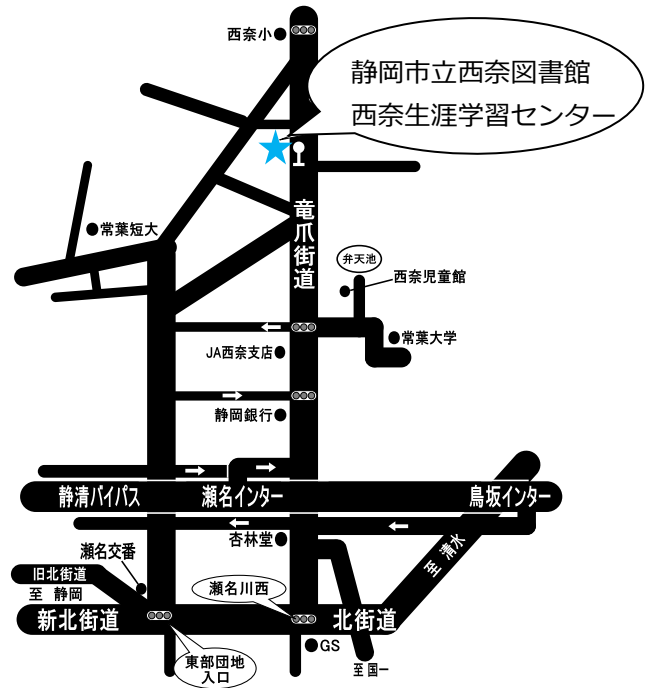 西奈小
静岡市立西奈図書館
西奈生涯学習センター
竜爪街道
常葉短大
弁天池
西奈児童館
常葉大学
JA西奈支店
静岡銀行
静清バイパス
瀬名インター
鳥坂インター
杏林堂
至 清水
瀬名交番
旧北街道
至 静岡
瀬名川西
新北街道
北街道
GS
東部団地
入口
至 国一